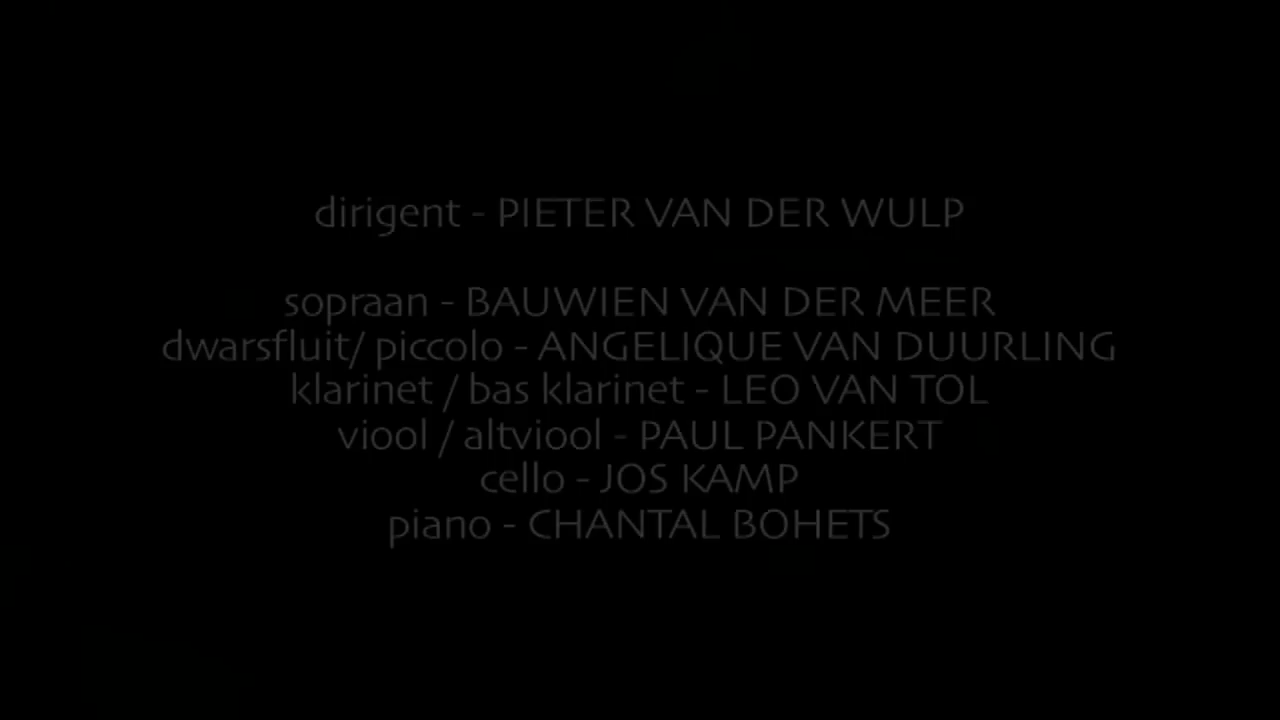 dirigent - PIETER VAN DER WULP
sopraan - BAUWIEN VAN DER MEER
dwarsfluit/ piccolo - ANGELIQUE VAN DUURLING
klarinet / bas klarinet - LEO VAN TOL
viool / altviool - PAUL PANKERT
cello - JOS KAMP
piano - CHANTAL BOHETS